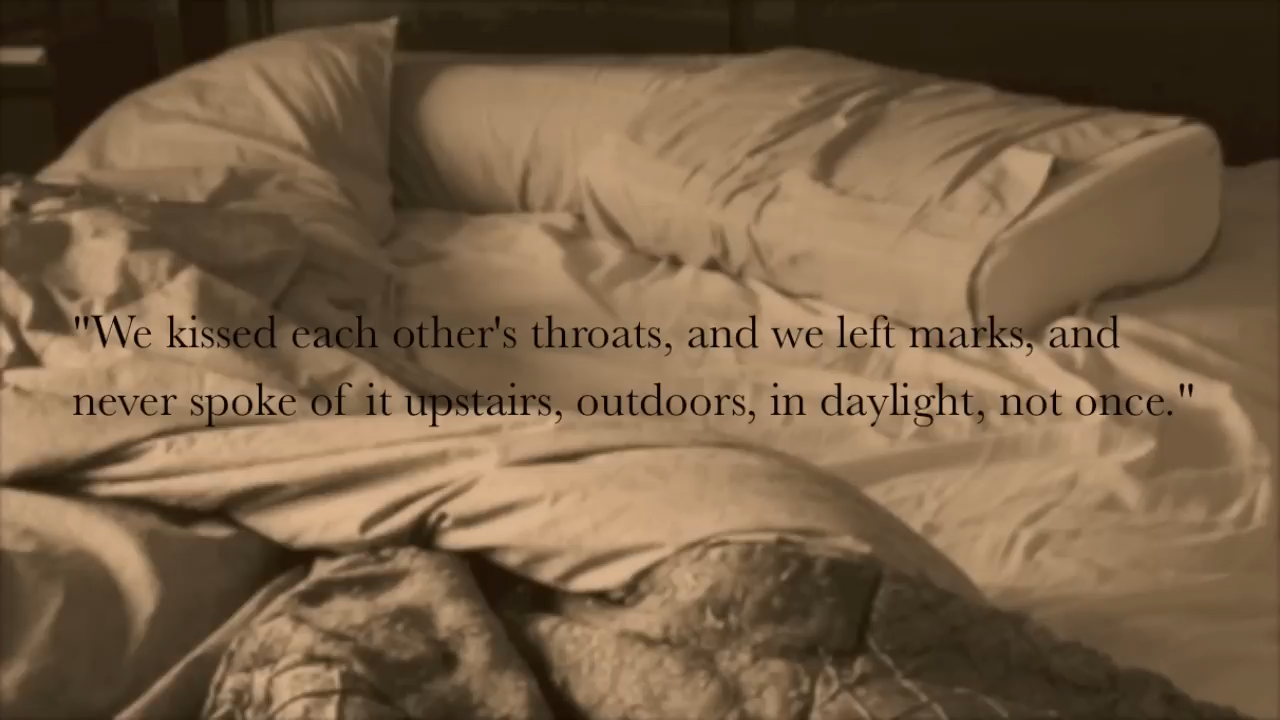 "We kissed each other's throats, and we left marks, and
never spoke of it upstairs, outdoors, in daylight, not once."